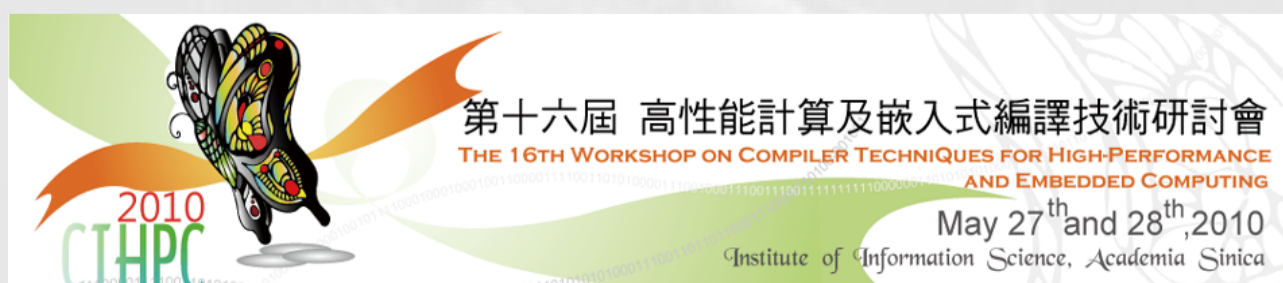 第十六屆 高性能計算及嵌入式編譯技術研討會
THE 16TH WORKSHOP ON COMPILER TECHNIQUES FOR HIGH-PERFORMANCE
AND EMBEDDED COMPUTING
May 27th and 28th, 2010
Institute of Information Science, Academia Sinica
2010
CTHPC